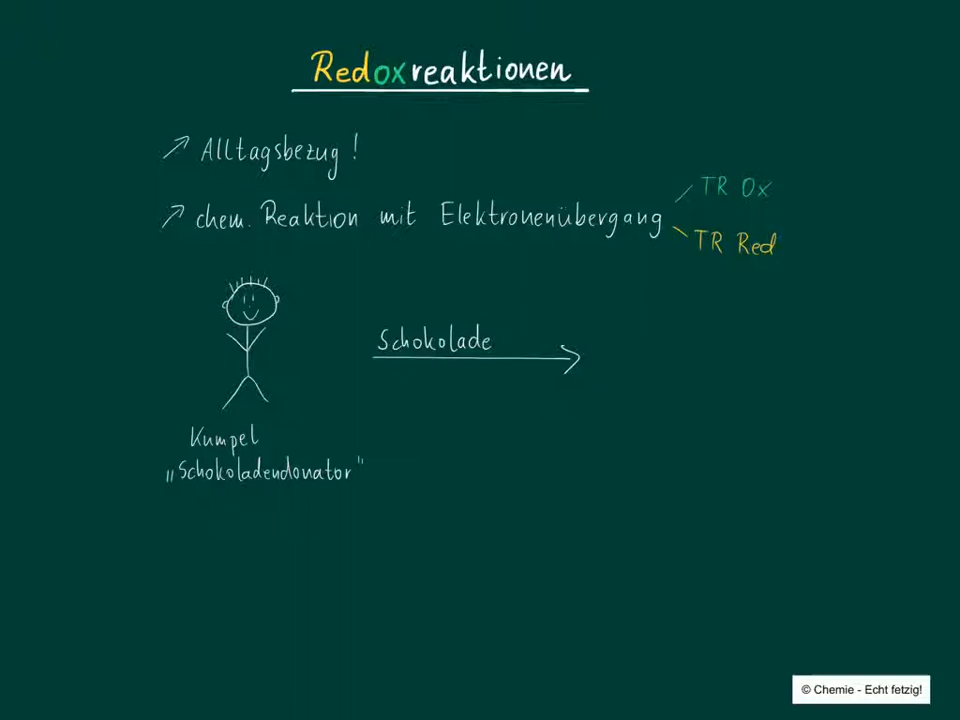 Redoxreaktionen
↗ Alltagsbezug!
↗ chem. Reaktion mit Elektronenübergang
TR Ox
TR Red
Schokolade
Kumpel
„Schokoladendonator"
© Chemie - Echt fetzig!